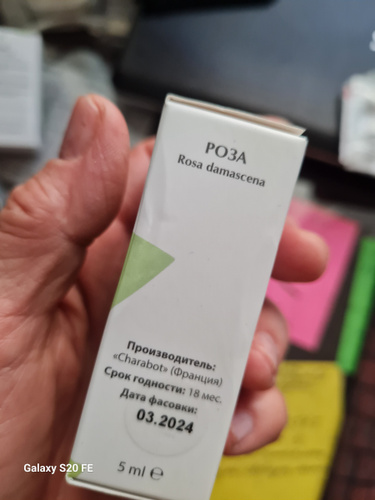 РОЗА
Rosa damascena
Производитель:
«Charabot» (Франция)
Срок годности: 18 мес.
Дата фасовки:
03.2024
5 ml ℮
Galaxy S20 FE